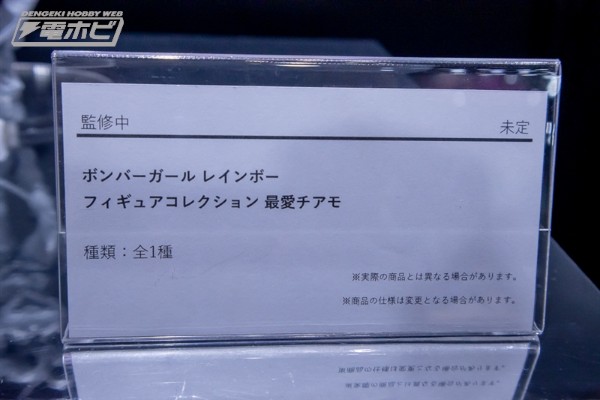 DENGEKI HOBBY WEB
電ホビ
監修中
未定
ボンバーガール レインボー
フィギュアコレクション 最愛チアモ
種類：全1種
※実際の商品とは異なる場合があります。
※商品の仕様は変更となる場合があります。